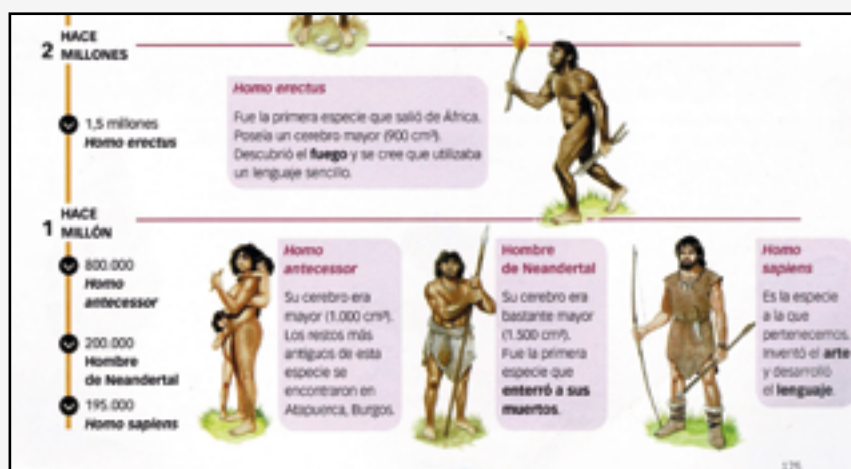 2 HACE
MILLONES
1,5 millones
Homo erectus
Homo erectus
Fue la primera especie que salió de África.
Poseía un cerebro mayor (900 cm³).
Descubrió el fuego y se cree que utilizaba
un lenguaje sencillo.
1 HACE
MILLÓN
800.000
Homo
antecessor
200.000
Hombre
de Neandertal
195.000
Homo sapiens
Homo
antecessor
Su cerebro era
mayor (1.000 cm³).
Los restos más
antiguos de esta
especie se
encontraron en
Atapuerca, Burgos.
Hombre
de Neandertal
Su cerebro era
bastante mayor
(1.500 cm³).
Fue la primera
especie que
enterró a sus
muertos.
Homo
sapiens
Es la especie
a la que
pertenecemos.
Inventó el arte
y desarrolló
el lenguaje.
175